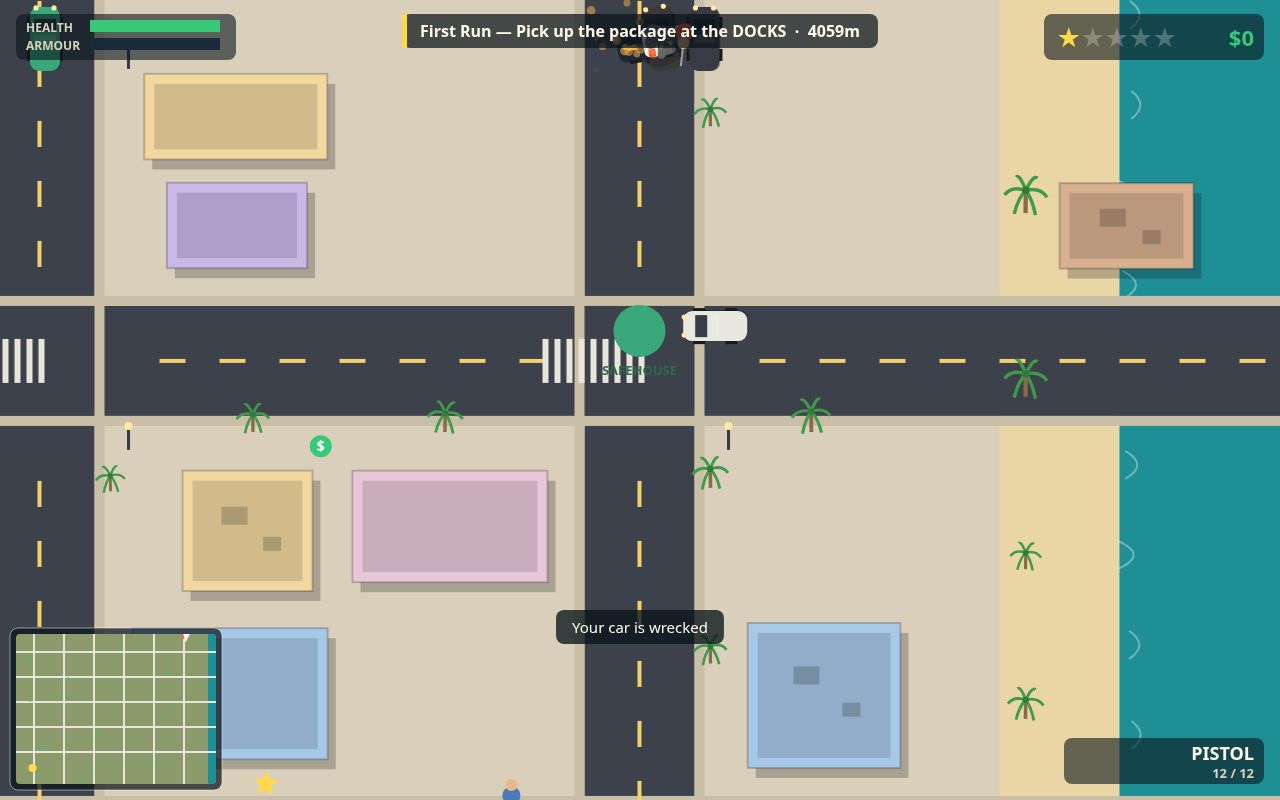 HEALTH
ARMOUR
First Run — Pick up the package at the DOCKS · 4059m
$0
SAFEHOUSE
$
Your car is wrecked
PISTOL
12 / 12